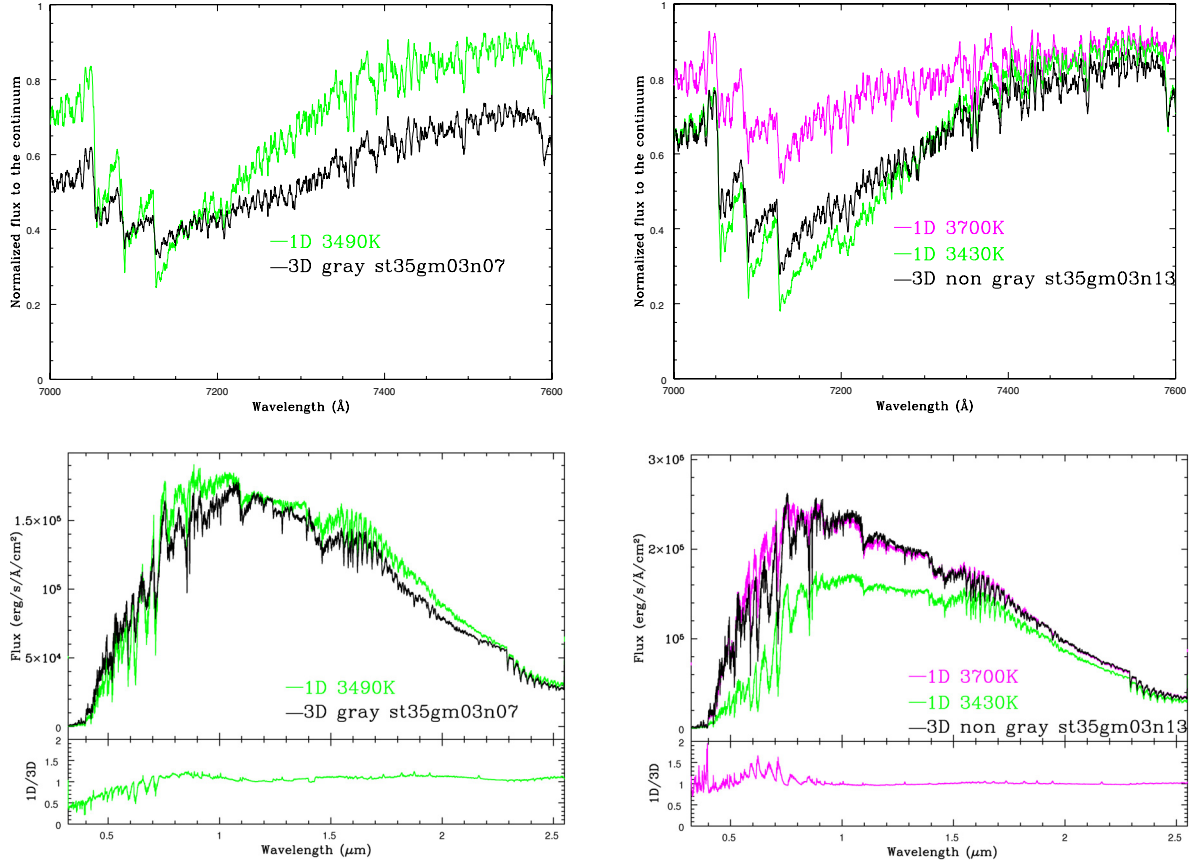 1
0.8
0.6
0.4
0.2
0
Normalized flux to the continuum
1D 3490K
3D gray st35gm03n07
7000 7200 7400 7600
Wavelength (Å)
1
0.8
0.6
0.4
0.2
0
Normalized flux to the continuum
1D 3700K
1D 3430K
3D non gray st35gm03n13
7000 7200 7400 7600
Wavelength (Å)
1.5×10⁵
10⁵
5×10⁴
0
Flux (erg/s/Å/cm²)
1D 3490K
3D gray st35gm03n07
2
1.5
1
0.5
0
1D/3D
0.5 1 1.5 2 2.5
Wavelength (μm)
3×10⁵
2×10⁵
10⁵
0
Flux (erg/s/Å/cm²)
1D 3700K
1D 3430K
3D non gray st35gm03n13
2
1.5
1
0.5
0
1D/3D
0.5 1 1.5 2 2.5
Wavelength (μm)